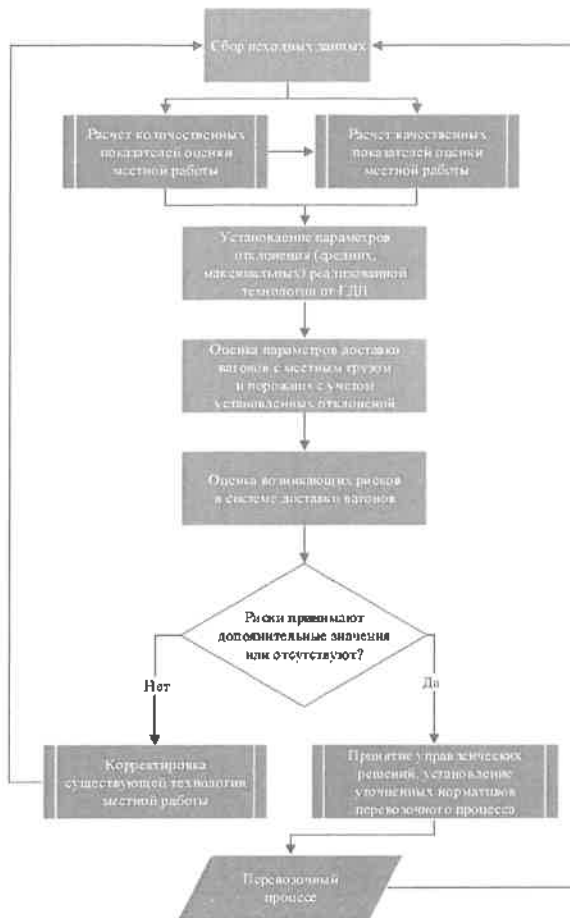 Сбор исходных данных
Расчет количественных
показателей оценки
местной работы
Расчет качественных
показателей оценки
местной работы
Установление параметров
отклонения (средних,
максимальных) реализованной
технологии от ГДП
Оценка параметров доставки
вагонов с местным грузом
и порожних с учетом
установленных отклонений
Оценка возникающих рисков
в системе доставки вагонов
Риски принимают
дополнительные значения
или отсутствуют?
Нет
Да
Корректировка
существующей технологии
местной работы
Принятие управленческих
решений, установление
уточненных нормативов
перевозочного процесса
Перевозочный
процесс